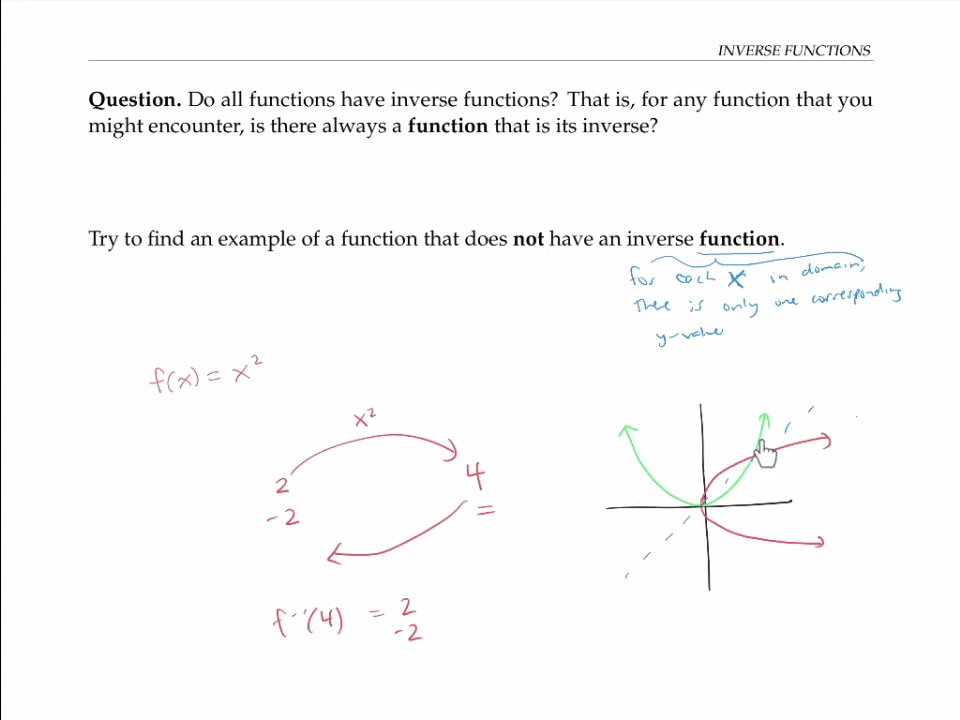 INVERSE FUNCTIONS
Question. Do all functions have inverse functions? That is, for any function that you
might encounter, is there always a function that is its inverse?
Try to find an example of a function that does not have an inverse function.
for each x in domain,
there is only one corresponding
y-value
f(x) = x²
x²
2
-2
4
=
f⁻¹(4) = 2
-2